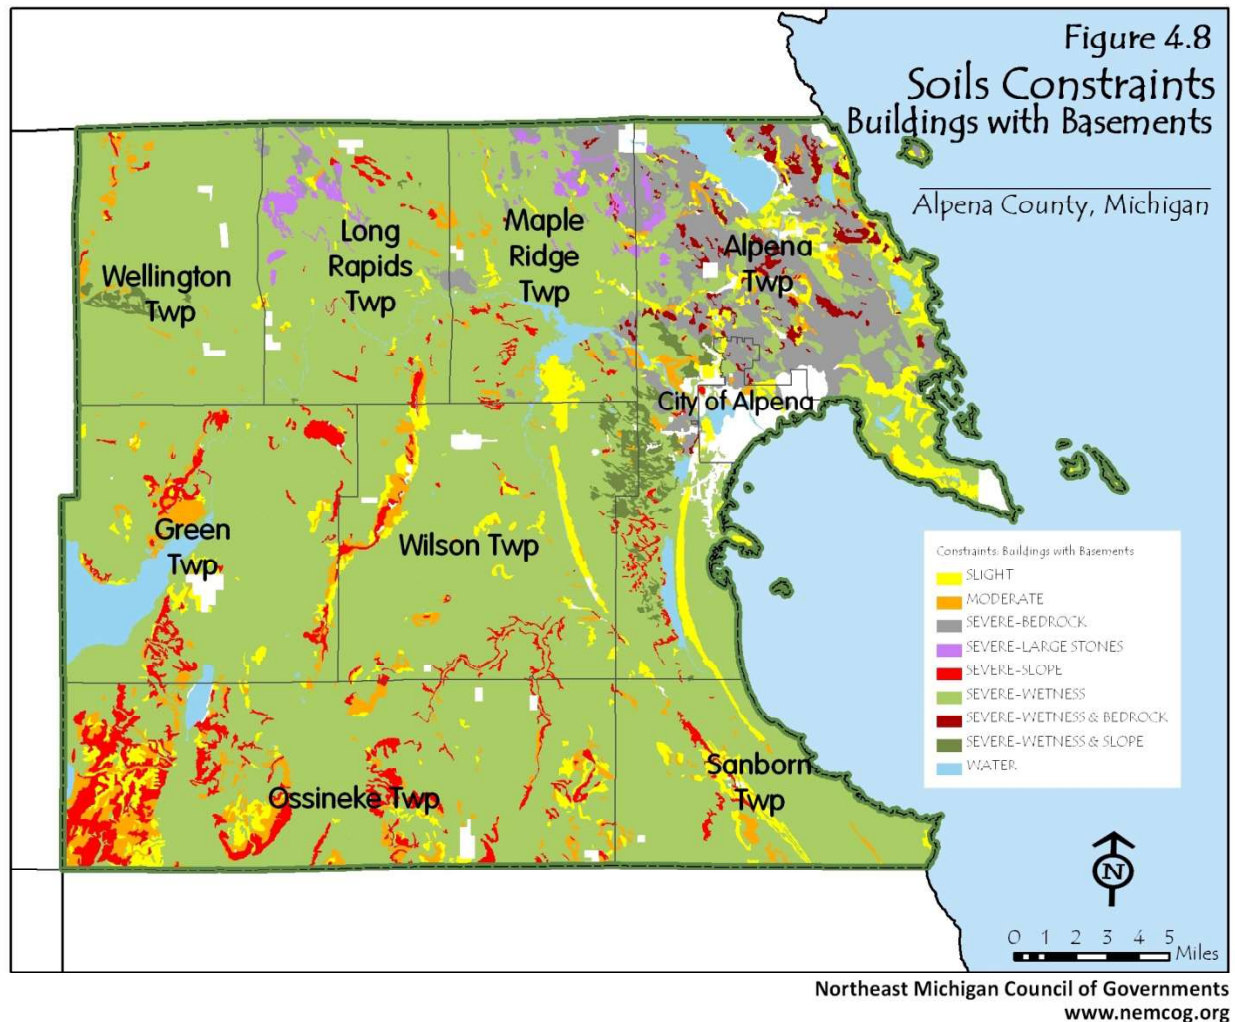 Figure 4.8
Soils Constraints
Buildings with Basements
Alpena County, Michigan
Wellington
Twp
Long
Rapids
Twp
Maple
Ridge
Twp
Alpena
Twp
City of Alpena
Green
Twp
Wilson Twp
Ossineke Twp
Sanborn
Twp
Constraints: Buildings with Basements
SLIGHT
MODERATE
SEVERE-BEDROCK
SEVERE-LARGE STONES
SEVERE-SLOPE
SEVERE-WETNESS
SEVERE-WETNESS & BEDROCK
SEVERE-WETNESS & SLOPE
WATER
N
0 1 2 3 4 5
Miles
Northeast Michigan Council of Governments
www.nemcog.org